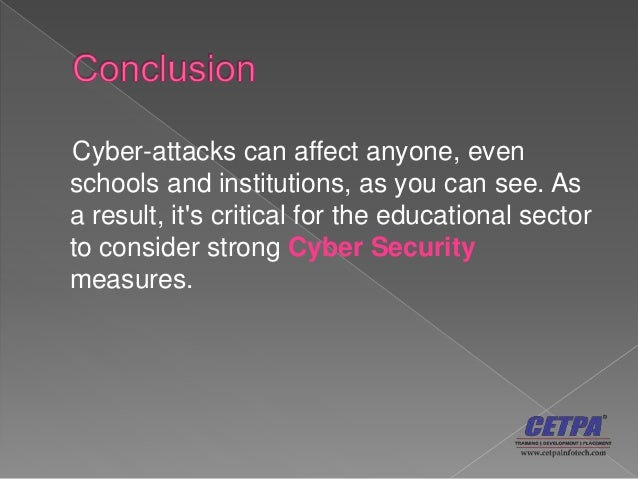 Conclusion
Cyber-attacks can affect anyone, even
schools and institutions, as you can see. As
a result, it's critical for the educational sector
to consider strong Cyber Security
measures.
CETPA®
TRAINING | DEVELOPMENT | PLACEMENT
www.cetpainfotech.com